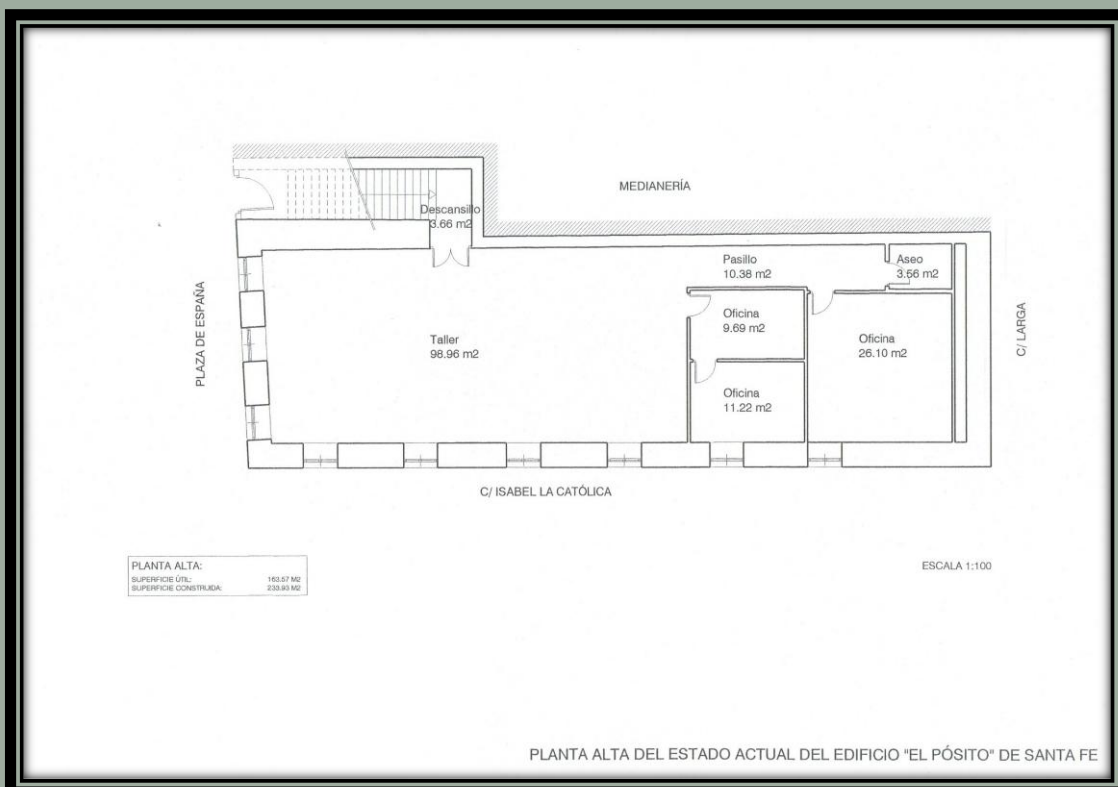 MEDIANERÍA
Descansillo
3.66 m2
Pasillo
10.38 m2
Aseo
3.56 m2
PLAZA DE ESPAÑA
Taller
98.96 m2
Oficina
9.69 m2
Oficina
26.10 m2
C/ LARGA
Oficina
11.22 m2
C/ ISABEL LA CATÓLICA
PLANTA ALTA:
SUPERFICIE ÚTIL: 163.57 M2
SUPERFICIE CONSTRUIDA: 233.93 M2
ESCALA 1:100
PLANTA ALTA DEL ESTADO ACTUAL DEL EDIFICIO "EL PÓSITO" DE SANTA FE